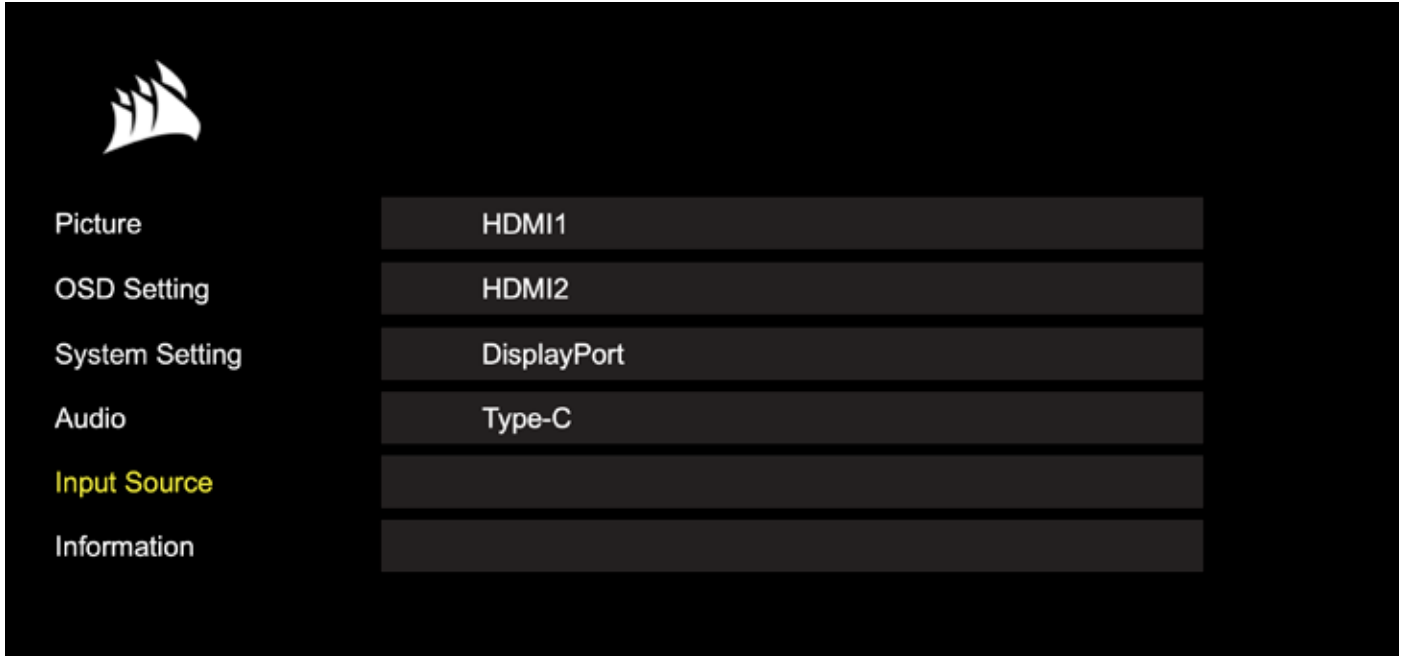 Picture
HDMI1
OSD Setting
HDMI2
System Setting
DisplayPort
Audio
Type-C
Input Source
Information